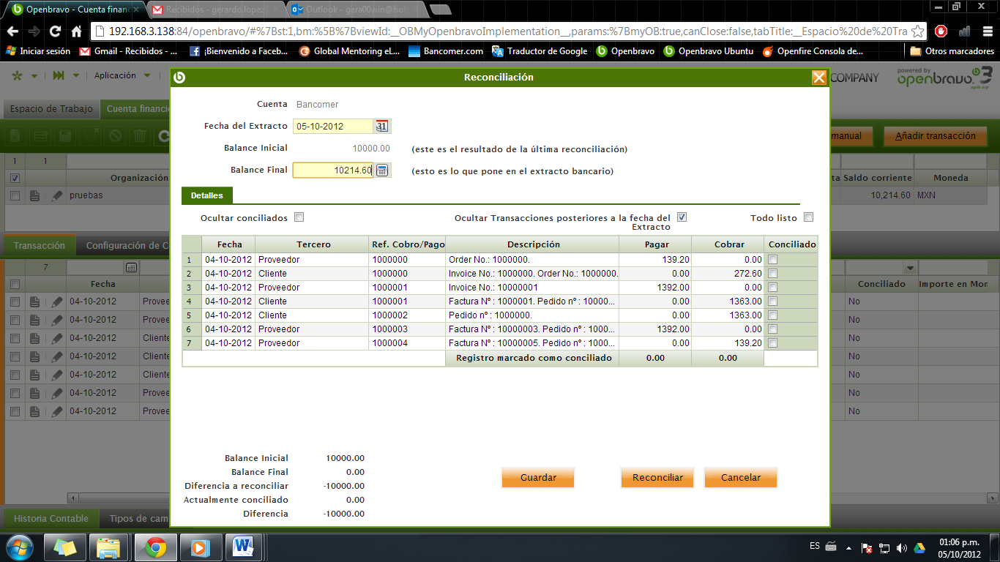 Openbravo - Cuenta finan
Recibidos - gerardo.lopez
Outlook - gera00win@hot
192.168.3.138:84/openbravo/#%7Bst:1,bm:%5B%7BviewId:__OBMyOpenbravoImplementation__,params:%7BmyOB:true,canClose:false,tabTitle:__Espacio%20de%20Tra
Iniciar sesión
Gmail - Recibidos - ...
¡Bienvenido a Faceb...
Global Mentoring eL...
Bancomer.com
Traductor de Google
Openbravo
Openbravo Ubuntu
Openfire Consola de...
Otros marcadores
Aplicación
COMPANY
powered by
openbravo 3
agile erp
Reconciliación
Espacio de Trabajo
Cuenta financi
manual
Añadir transacción
Cuenta Bancomer
Fecha del Extracto 05-10-2012 31
Balance Inicial 10000.00 (este es el resultado de la última reconciliación)
Balance Final 10214.60 (esto es lo que pone en el extracto bancario)
1 1
Organización
ta Saldo corriente Moneda
pruebas
10,214.60 MXN
Detalles
Ocultar conciliados
Ocultar Transacciones posteriores a la fecha del
Extracto
Todo listo
Transacción
Configuración de C
Fecha Tercero Ref. Cobro/Pago Descripción Pagar Cobrar Conciliado
1 04-10-2012 Proveedor 1000000 Order No.: 1000000. 139.20 0.00
2 04-10-2012 Cliente 1000000 Invoice No.: 1000000. Order No.: 1000000. 0.00 272.60
3 04-10-2012 Proveedor 1000001 Invoice No.: 10000001 1392.00 0.00
4 04-10-2012 Cliente 1000001 Factura Nº : 1000001. Pedido nº : 10000... 0.00 1363.00
5 04-10-2012 Cliente 1000002 Pedido nº : 1000000. 0.00 1363.00
6 04-10-2012 Proveedor 1000003 Factura Nº : 10000003. Pedido nº : 1000... 1392.00 0.00
7 04-10-2012 Proveedor 1000004 Factura Nº : 10000005. Pedido nº : 1000... 0.00 139.20
Registro marcado como conciliado 0.00 0.00
7
Fecha
Conciliado Importe en Mon
04-10-2012 Provee
No
04-10-2012 Provee
No
04-10-2012 Cliente
No
04-10-2012 Cliente
No
04-10-2012 Cliente
No
04-10-2012 Provee
No
04-10-2012 Provee
No
Balance Inicial 10000.00
Balance Final 0.00
Diferencia a reconciliar -10000.00
Actualmente conciliado 0.00
Diferencia -10000.00
Guardar
Reconciliar
Cancelar
Historia Contable
Tipos de cam
ES
01:06 p.m.
05/10/2012